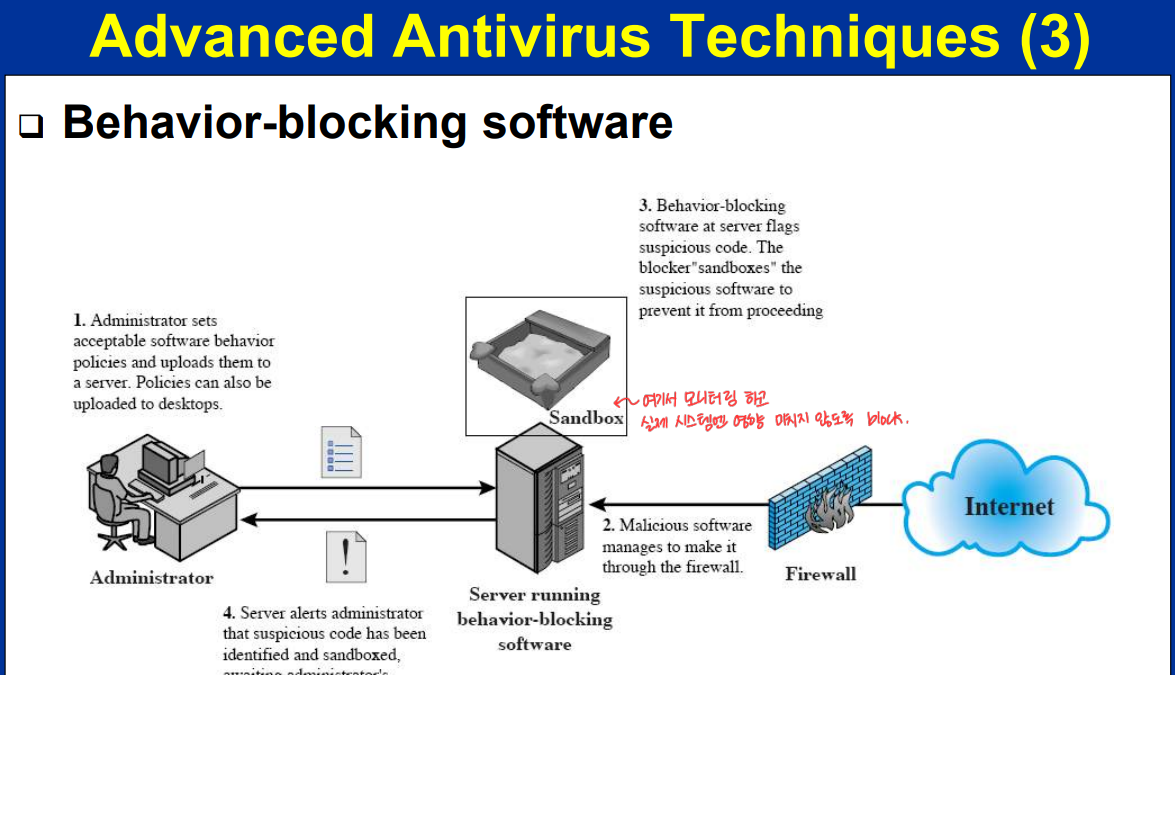 Advanced Antivirus Techniques (3)
❑ Behavior-blocking software
3. Behavior-blocking
software at server flags
suspicious code. The
blocker"sandboxes" the
suspicious software to
prevent it from proceeding
1. Administrator sets
acceptable software behavior
policies and uploads them to
a server. Policies can also be
uploaded to desktops.
Sandbox
여기서 모니터링 하고
실제 시스템엔 영향 미치지 않도록 block.
!
Administrator
2. Malicious software
manages to make it
through the firewall.
Internet
Firewall
Server running
behavior-blocking
software
4. Server alerts administrator
that suspicious code has been
identified and sandboxed,
awaiting administrator's